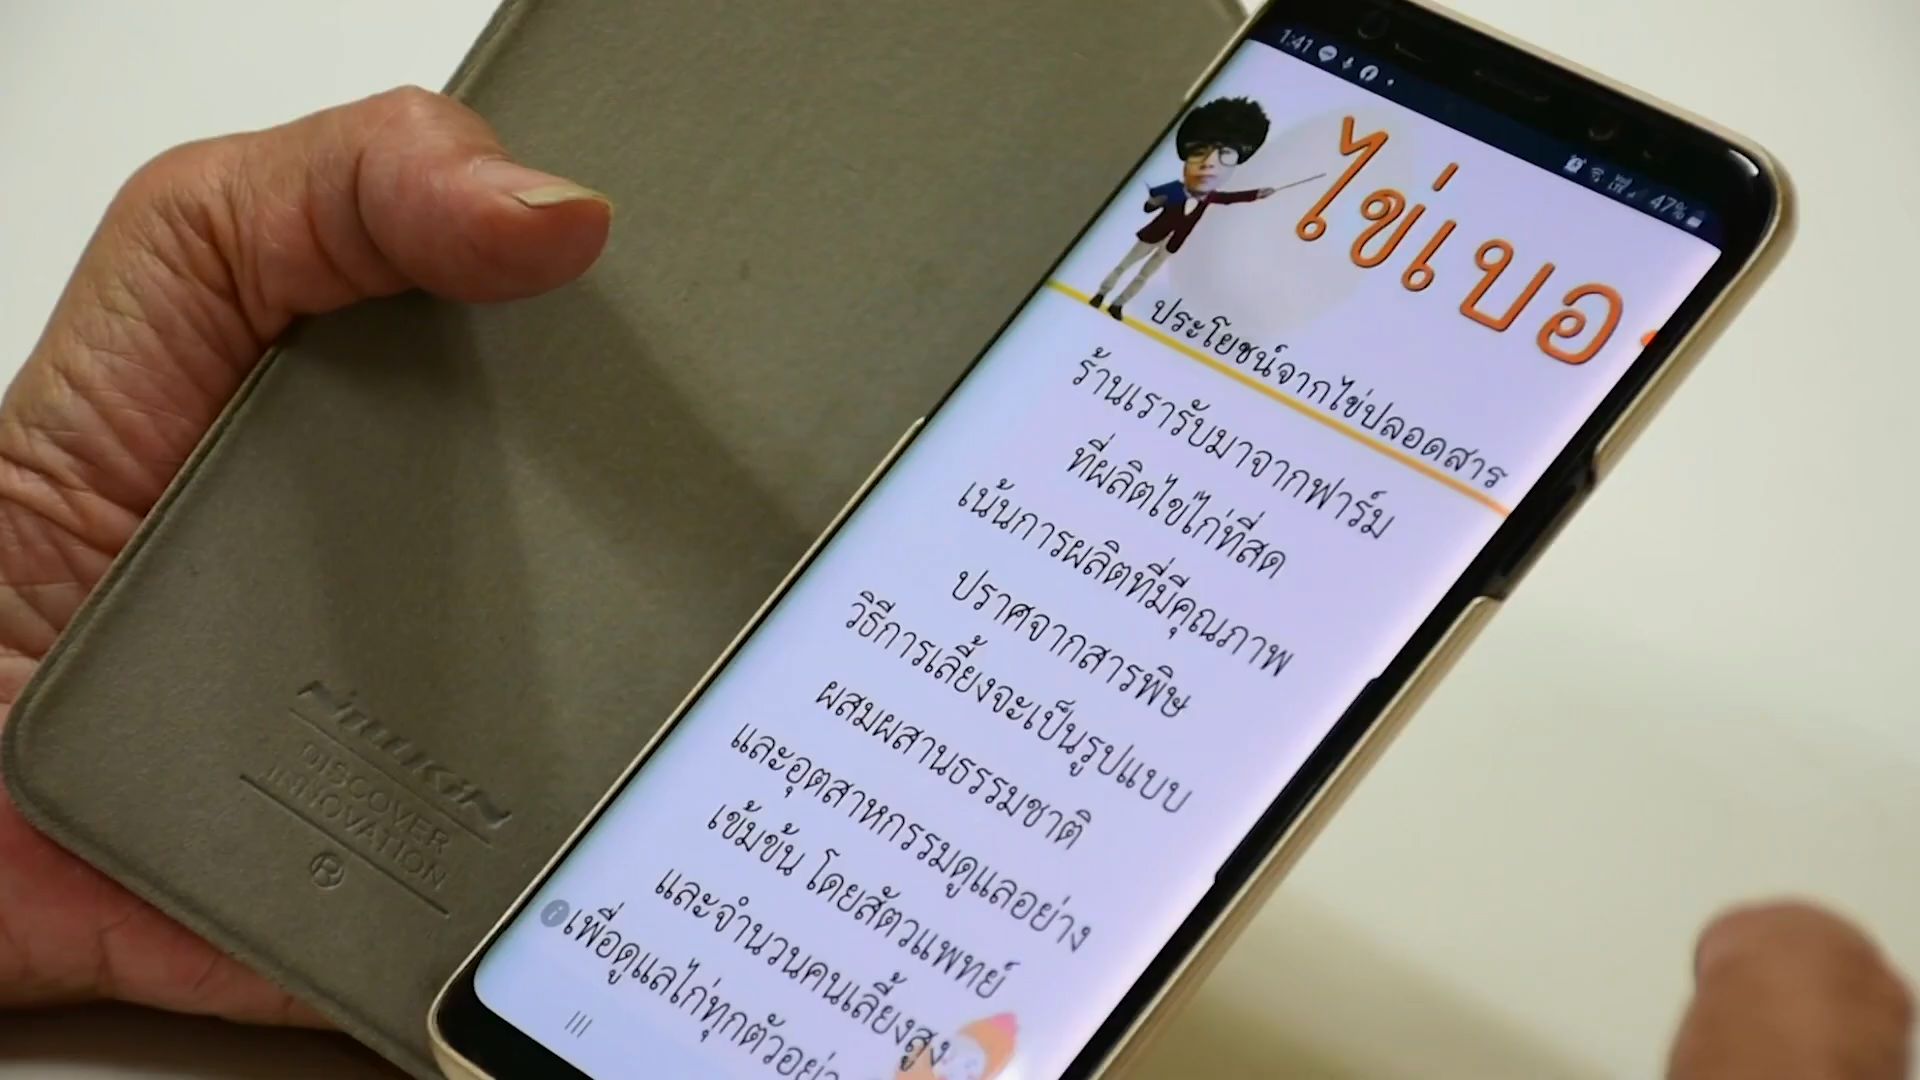 1:41
47%
ไข่เบอ
ประโยชน์จากไข่ปลอดสาร
ร้านเรารับมาจากฟาร์ม
ที่ผลิตไข่ไก่ที่สด
เน้นการผลิตที่มีคุณภาพ
ปราศจากสารพิษ
วิธีการเลี้ยงจะเป็นรูปแบบ
ผสมผสานธรรมชาติ
และอุตสาหกรรมดูแลอย่าง
เข้มข้น โดยสัตวแพทย์
และจำนวนคนเลี้ยงสูง
เพื่อดูแลไก่ทุกตัวอย่า
NILLKIN
DISCOVER
INNOVATION
®